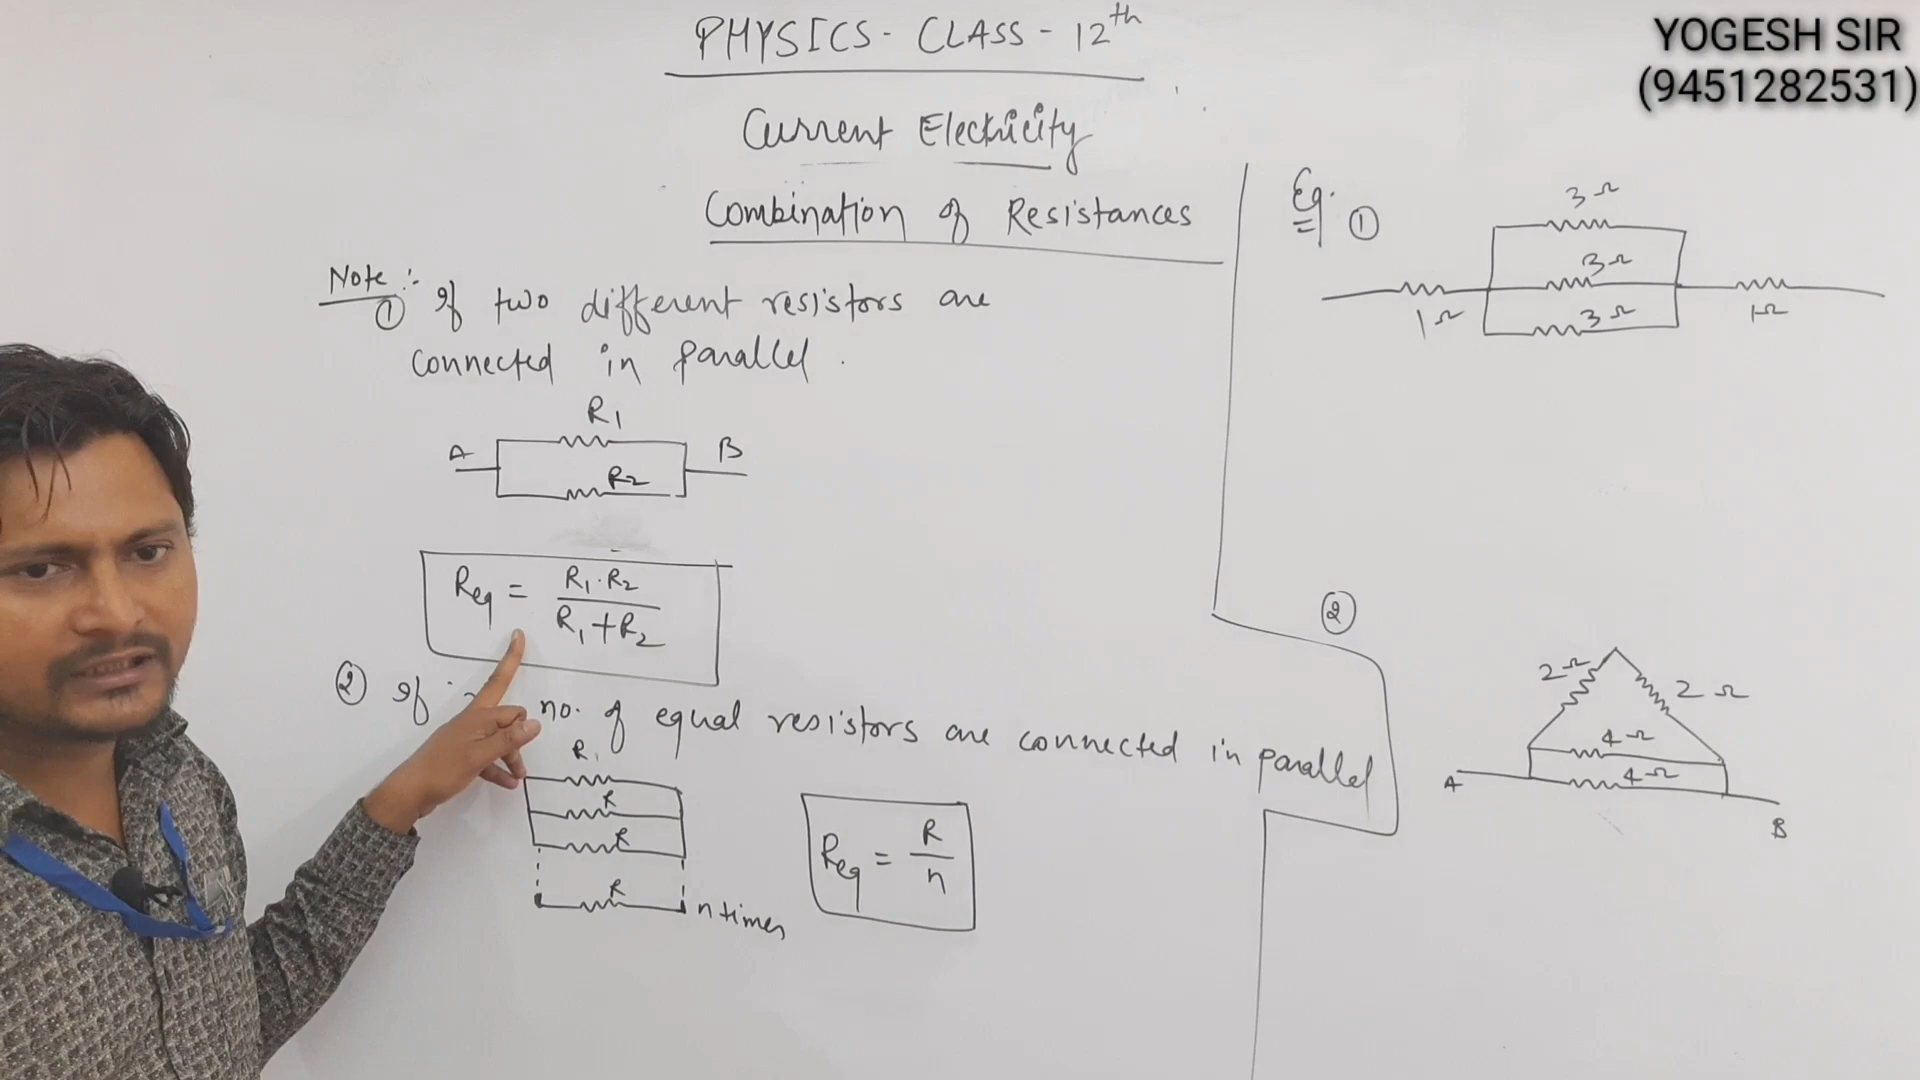 PHYSICS - CLASS - 12th
YOGESH SIR
(9451282531)
Current Electricity
Combination of Resistances
Note :-
① If two different resistors are
connected in parallel.
R1
A B
R2
Req = R1·R2 / R1+R2
② If no. of equal resistors are connected in parallel
R
R
R
R
n times
Req = R / n
Eg. ①
3Ω
3Ω
1Ω 3Ω 1Ω
②
2Ω 2Ω
4Ω
A 4Ω
B